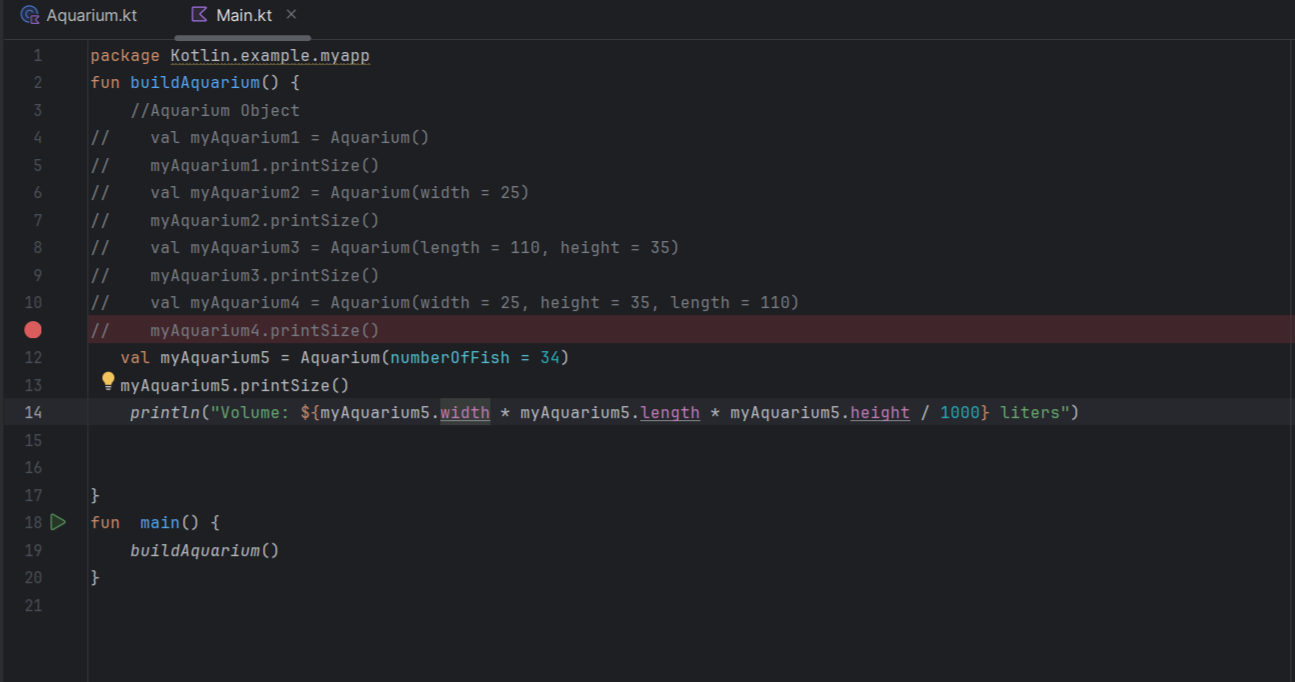 Aquarium.kt Main.kt
1 package Kotlin.example.myapp
2 fun buildAquarium() {
3 //Aquarium Object
4 // val myAquarium1 = Aquarium()
5 // myAquarium1.printSize()
6 // val myAquarium2 = Aquarium(width = 25)
7 // myAquarium2.printSize()
8 // val myAquarium3 = Aquarium(length = 110, height = 35)
9 // myAquarium3.printSize()
10 // val myAquarium4 = Aquarium(width = 25, height = 35, length = 110)
// myAquarium4.printSize()
12 val myAquarium5 = Aquarium(numberOfFish = 34)
13 myAquarium5.printSize()
14 println("Volume: ${myAquarium5.width * myAquarium5.length * myAquarium5.height / 1000} liters")
15
16
17 }
18 fun main() {
19 buildAquarium()
20 }
21